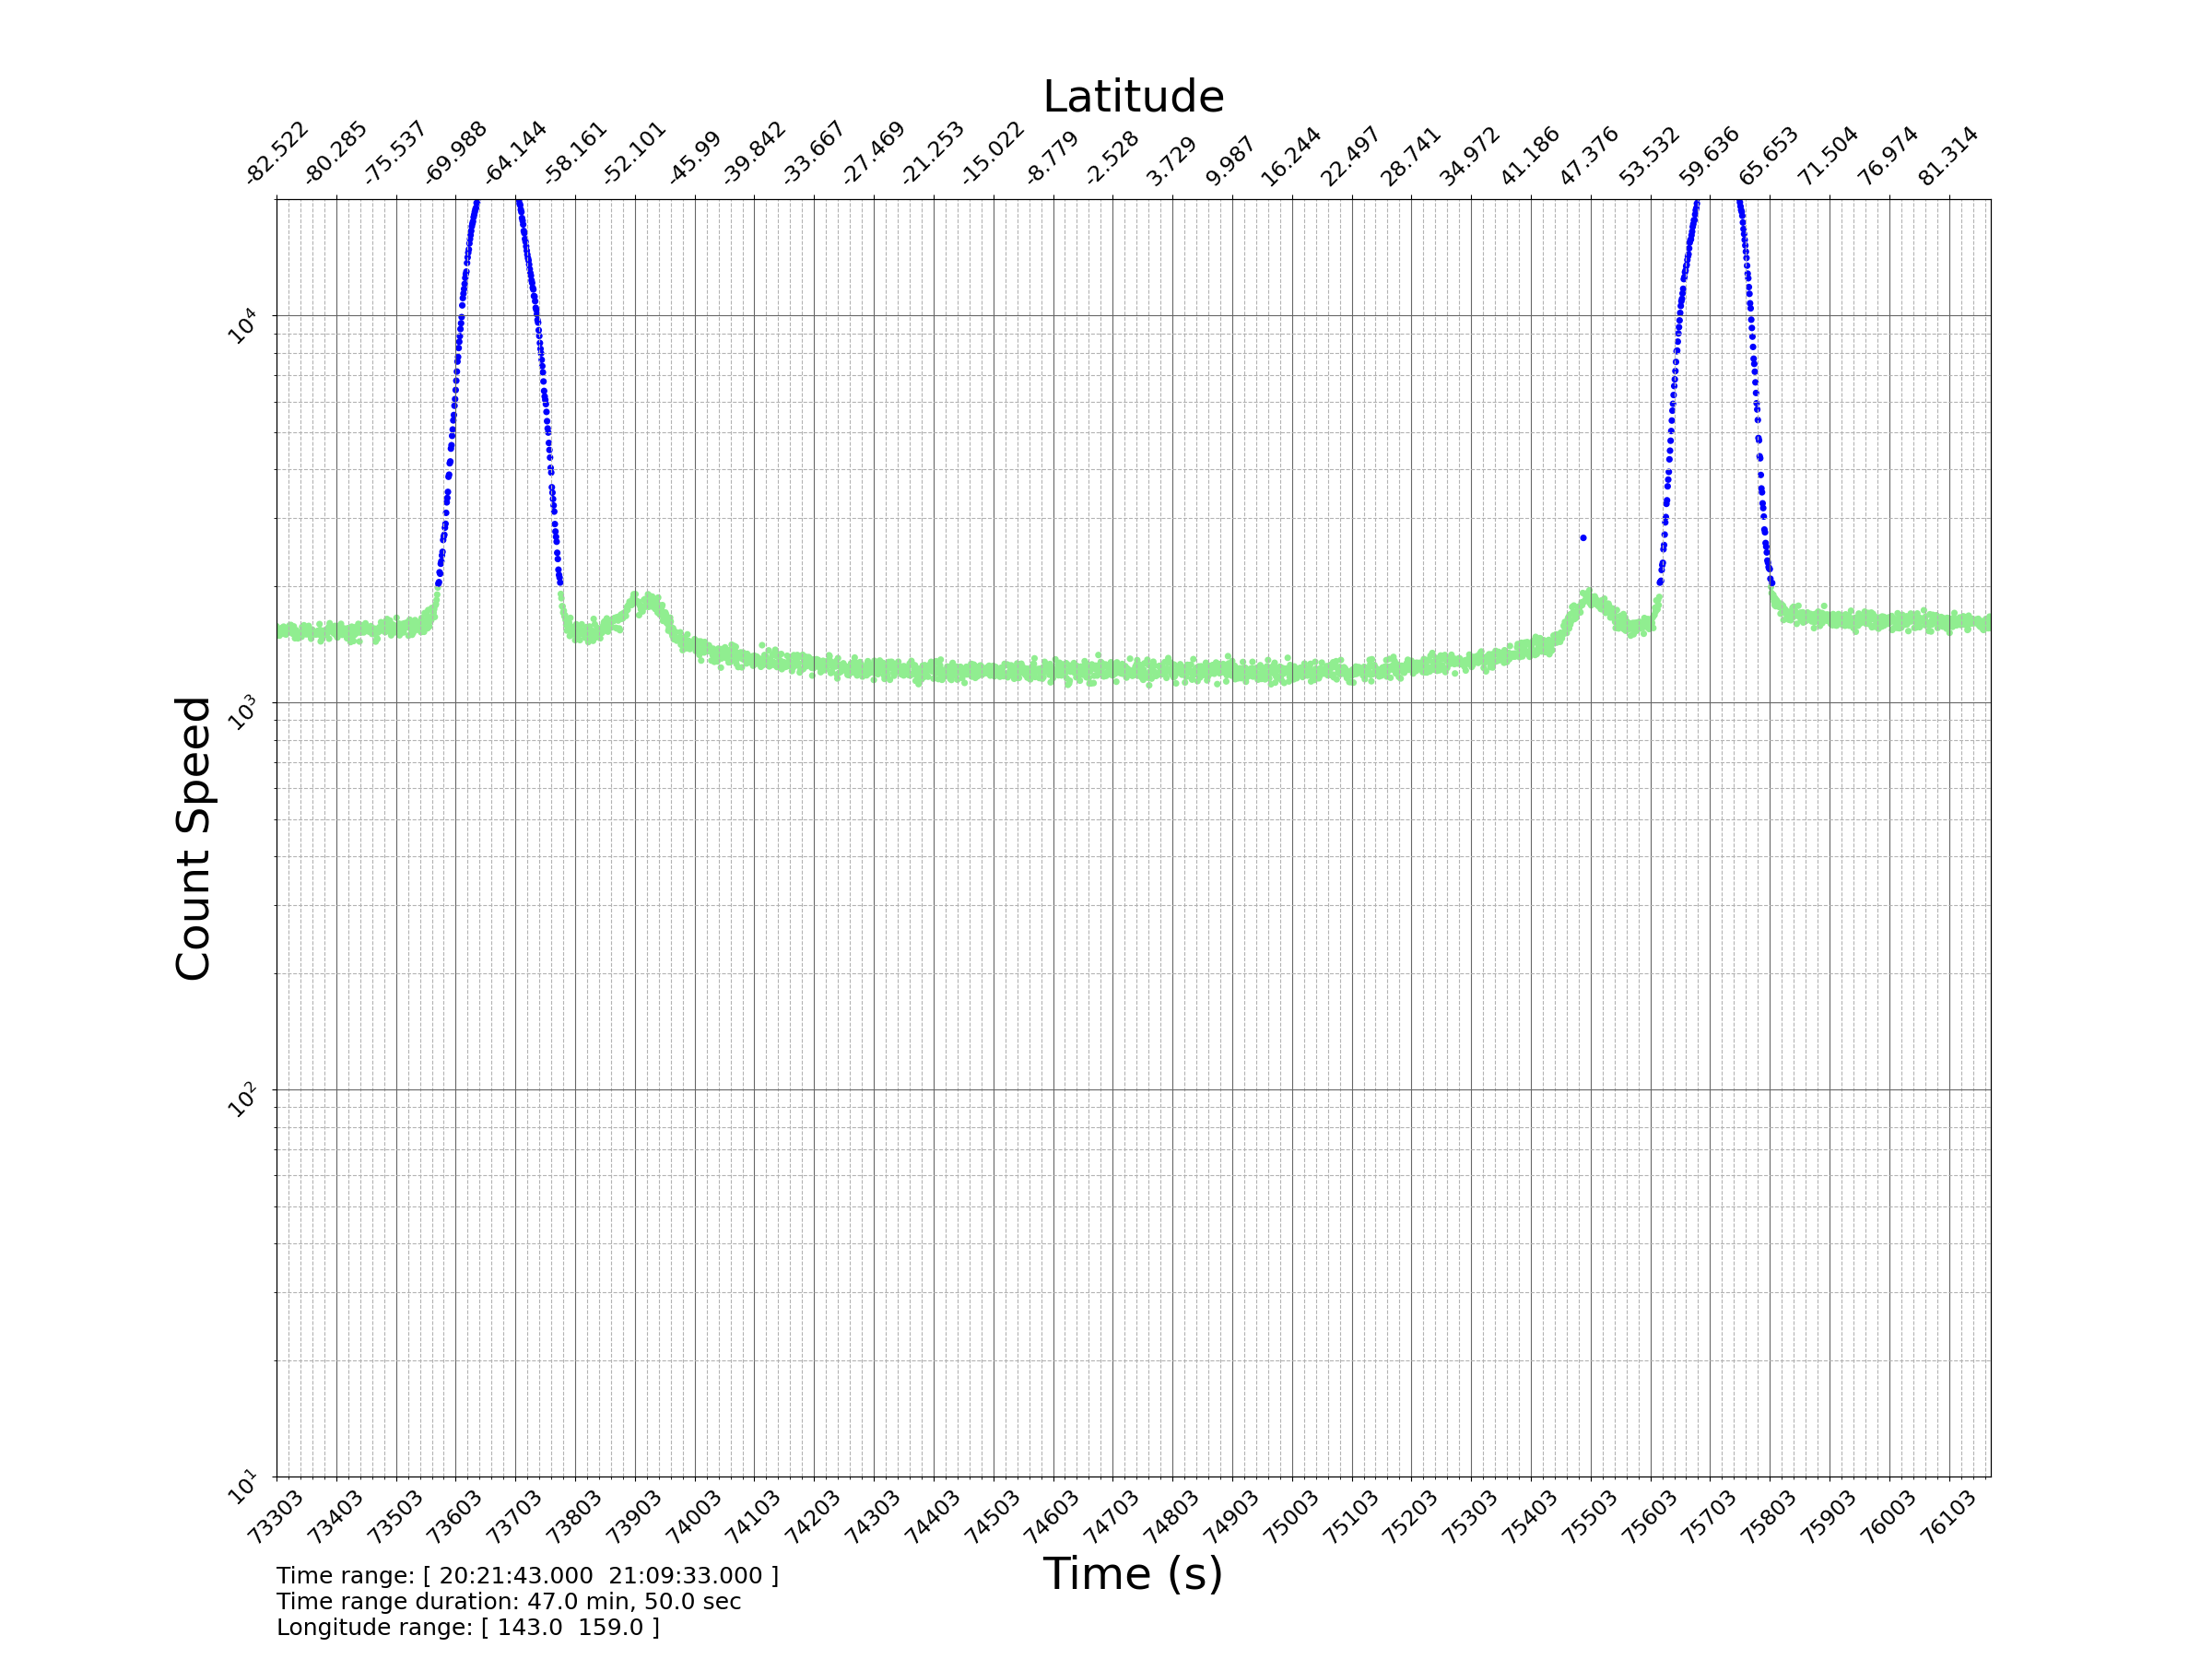 Latitude
-82.522 -80.285 -75.537 -69.988 -64.144 -58.161 -52.101 -45.99 -39.842 -33.667 -27.469 -21.253 -15.022 -8.779 -2.528 3.729 9.987 16.244 22.497 28.741 34.972 41.186 47.376 53.532 59.636 65.653 71.504 76.974 81.314
10⁴
10³
10²
10¹
Count Speed
73303 73403 73503 73603 73703 73803 73903 74003 74103 74203 74303 74403 74503 74603 74703 74803 74903 75003 75103 75203 75303 75403 75503 75603 75703 75803 75903 76003 76103
Time (s)
Time range: [ 20:21:43.000  21:09:33.000 ]
Time range duration: 47.0 min, 50.0 sec
Longitude range: [ 143.0  159.0 ]